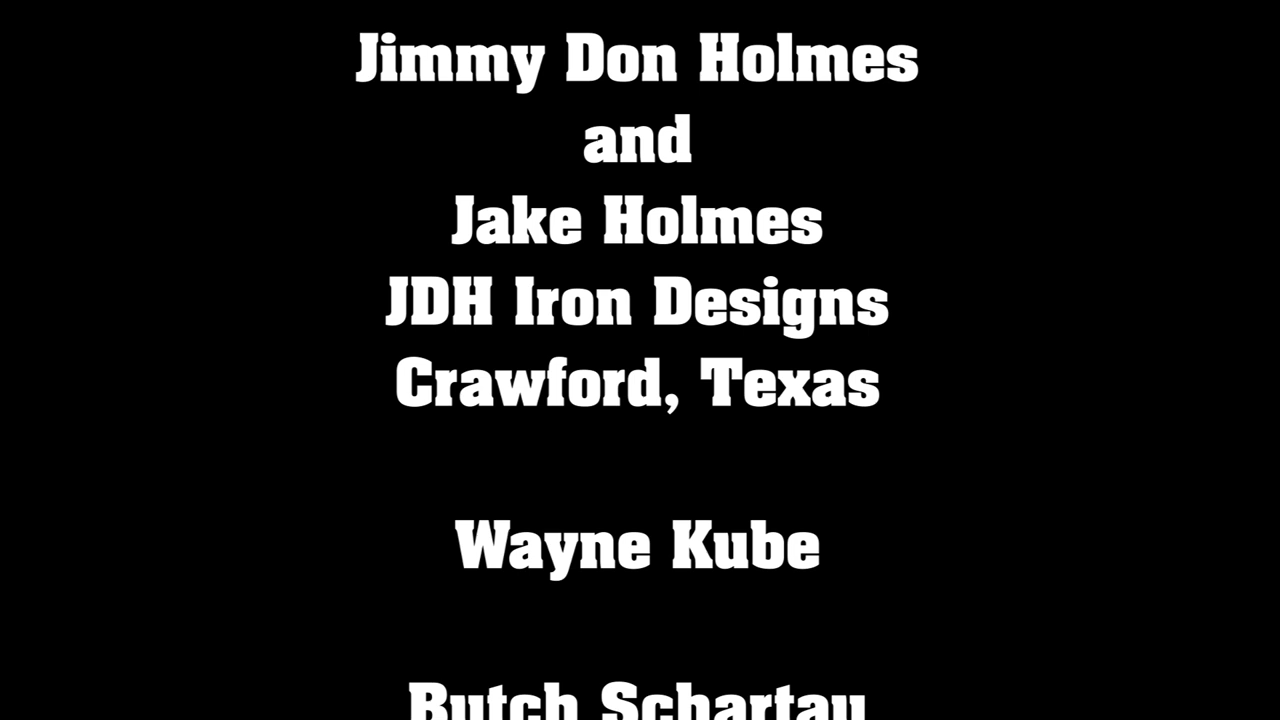 Jimmy Don Holmes
and
Jake Holmes
JDH Iron Designs
Crawford, Texas
Wayne Kube
Butch Schartau